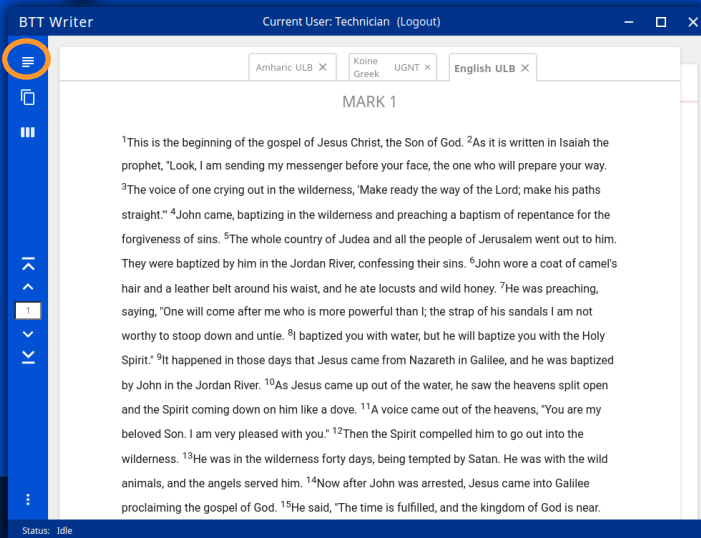 BTT Writer
Current User: Technician (Logout)
Amharic ULB ×
Koine Greek UGNT ×
English ULB ×
MARK 1
1This is the beginning of the gospel of Jesus Christ, the Son of God. 2As it is written in Isaiah the
prophet, "Look, I am sending my messenger before your face, the one who will prepare your way.
3The voice of one crying out in the wilderness, 'Make ready the way of the Lord; make his paths
straight.'" 4John came, baptizing in the wilderness and preaching a baptism of repentance for the
forgiveness of sins. 5The whole country of Judea and all the people of Jerusalem went out to him.
They were baptized by him in the Jordan River, confessing their sins. 6John wore a coat of camel's
hair and a leather belt around his waist, and he ate locusts and wild honey. 7He was preaching,
saying, "One will come after me who is more powerful than I; the strap of his sandals I am not
worthy to stoop down and untie. 8I baptized you with water, but he will baptize you with the Holy
Spirit." 9It happened in those days that Jesus came from Nazareth in Galilee, and he was baptized
by John in the Jordan River. 10As Jesus came up out of the water, he saw the heavens split open
and the Spirit coming down on him like a dove. 11A voice came out of the heavens, "You are my
beloved Son. I am very pleased with you." 12Then the Spirit compelled him to go out into the
wilderness. 13He was in the wilderness forty days, being tempted by Satan. He was with the wild
animals, and the angels served him. 14Now after John was arrested, Jesus came into Galilee
proclaiming the gospel of God. 15He said, "The time is fulfilled, and the kingdom of God is near.
1
Status: Idle